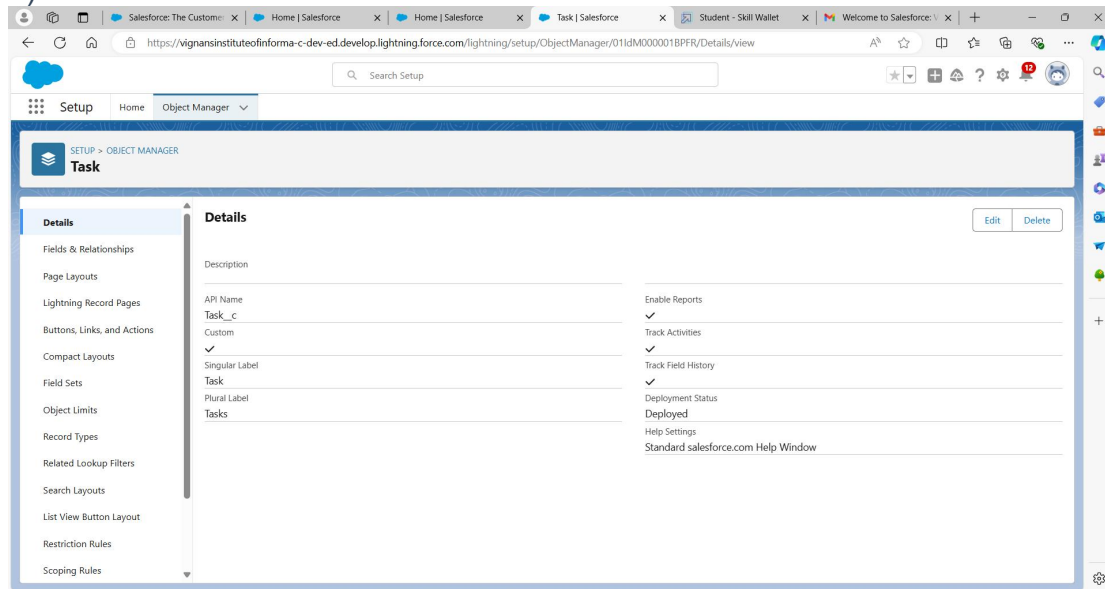 Salesforce: The Customer
Home | Salesforce
Home | Salesforce
Task | Salesforce
Student - Skill Wallet
Welcome to Salesforce: V
https://vignansinstituteofinforma-c-dev-ed.develop.lightning.force.com/lightning/setup/ObjectManager/01IdM000001BPFR/Details/view
Search Setup
12
Setup
Home
Object Manager
SETUP > OBJECT MANAGER
Task
Details
Fields & Relationships
Page Layouts
Lightning Record Pages
Buttons, Links, and Actions
Compact Layouts
Field Sets
Object Limits
Record Types
Related Lookup Filters
Search Layouts
List View Button Layout
Restriction Rules
Scoping Rules
Details
Edit
Delete
Description
API Name
Task__c
Custom
Singular Label
Task
Plural Label
Tasks
Enable Reports
Track Activities
Track Field History
Deployment Status
Deployed
Help Settings
Standard salesforce.com Help Window